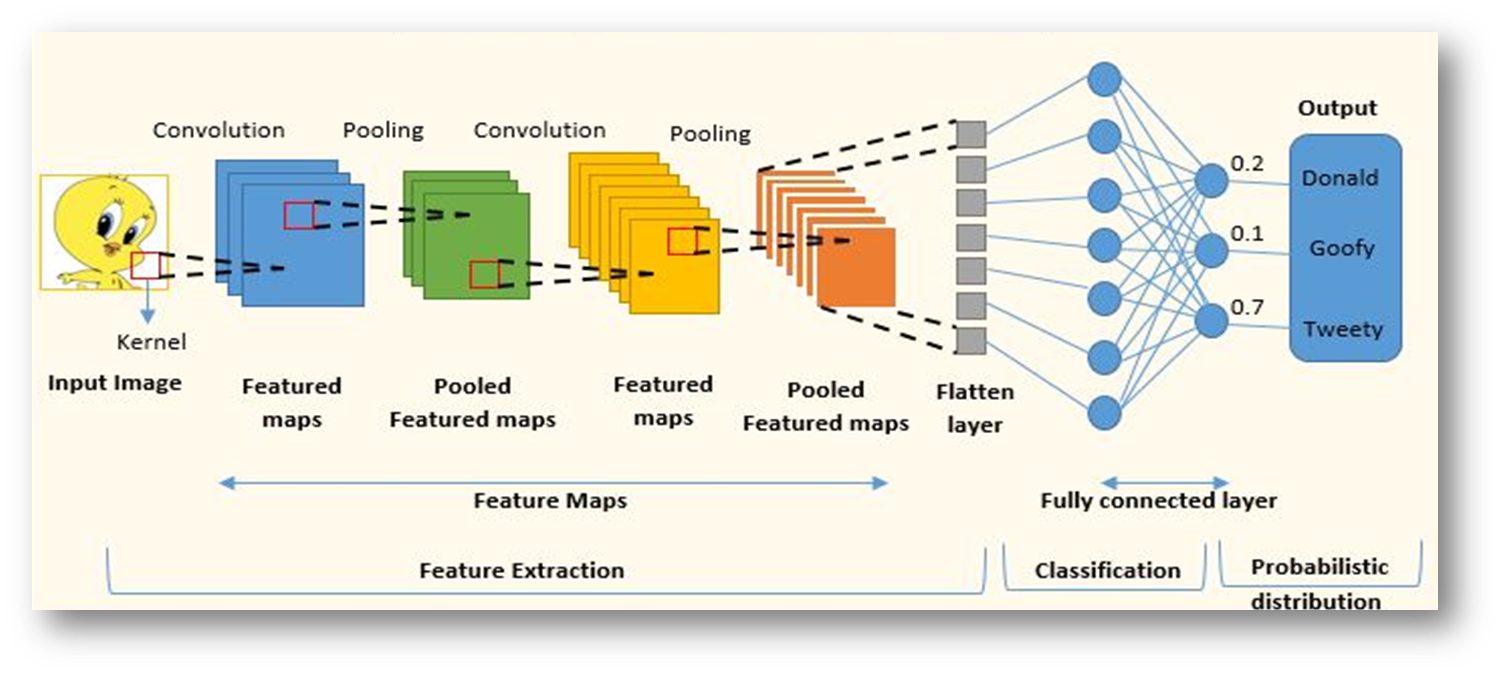 Convolution
Pooling
Convolution
Pooling
Output
0.2
Donald
0.1
Goofy
0.7
Tweety
Kernel
Input Image
Featured
maps
Pooled
Featured maps
Featured
maps
Pooled
Featured maps
Flatten
layer
Feature Maps
Fully connected layer
Feature Extraction
Classification
Probabilistic
distribution